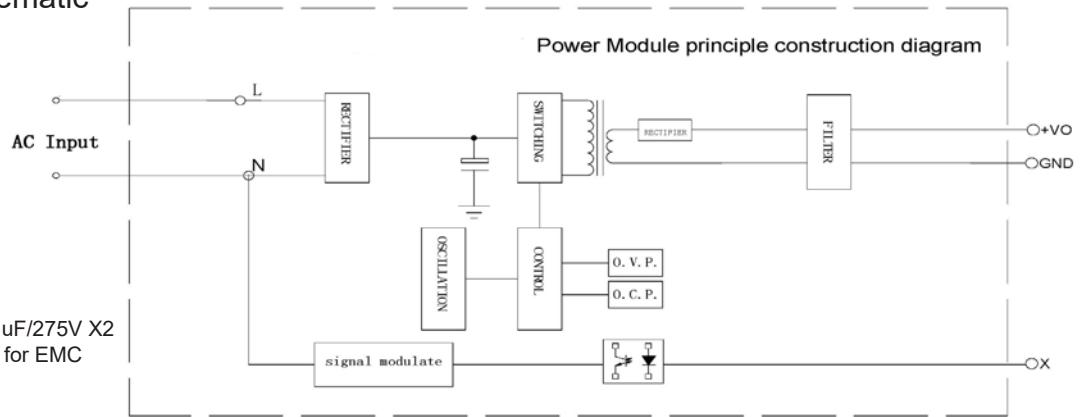 Power Module principle construction diagram
L
AC Input
N
RECTIFIER
SWITCHING
RECTIFIER
FILTER
+VO
GND
OSCILLATION
CONTROL
O.V.P.
O.C.P.
uF/275V X2
for EMC
signal modulate
X